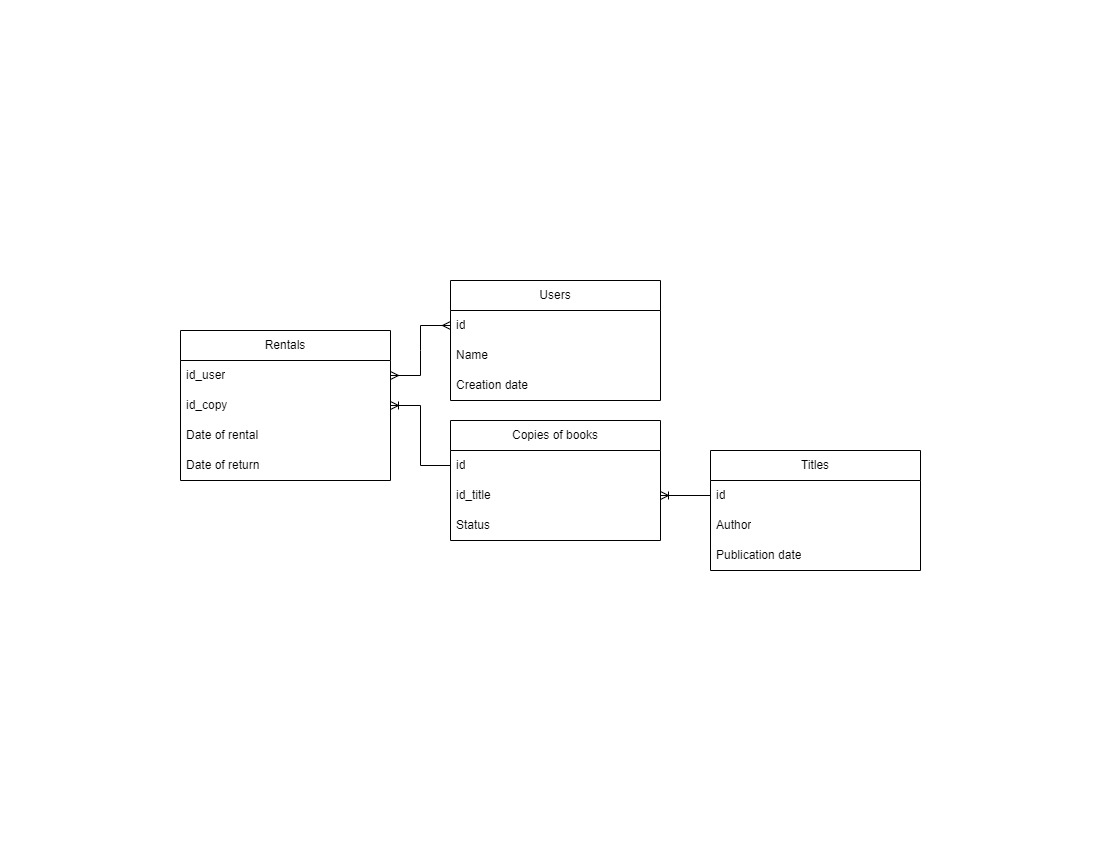 Rentals
id_user
id_copy
Date of rental
Date of return
Users
id
Name
Creation date
Copies of books
id
id_title
Status
Titles
id
Author
Publication date